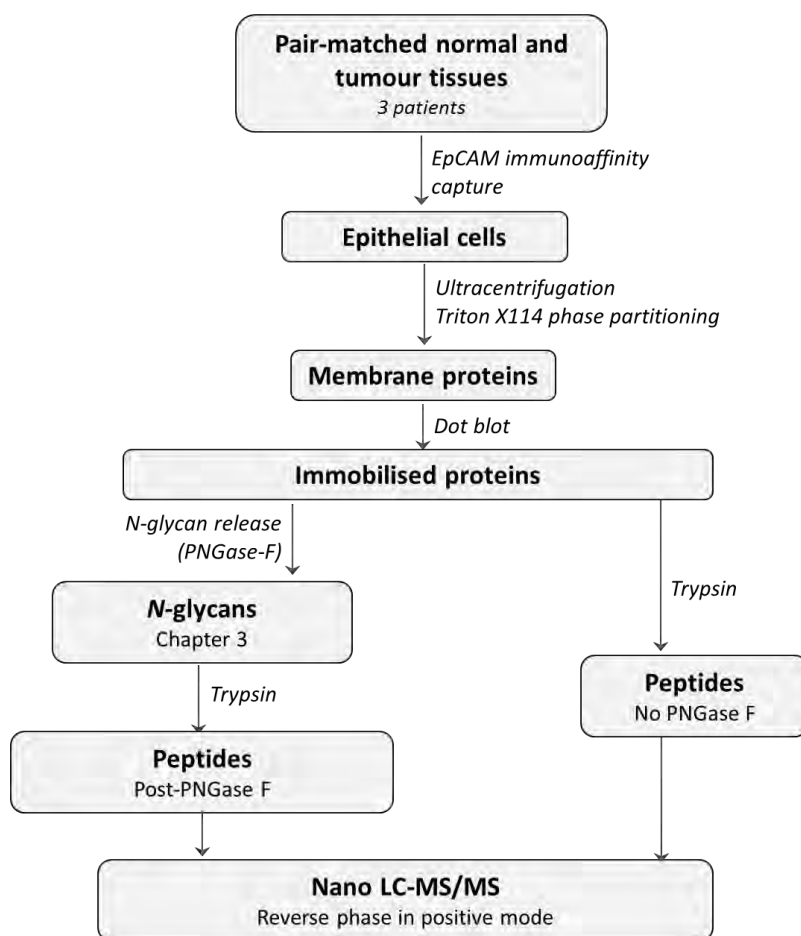 Pair-matched normal and
tumour tissues
3 patients
EpCAM immunoaffinity
capture
Epithelial cells
Ultracentrifugation
Triton X114 phase partitioning
Membrane proteins
Dot blot
Immobilised proteins
N-glycan release
(PNGase-F)
Trypsin
N-glycans
Chapter 3
Trypsin
Peptides
No PNGase F
Peptides
Post-PNGase F
Nano LC-MS/MS
Reverse phase in positive mode